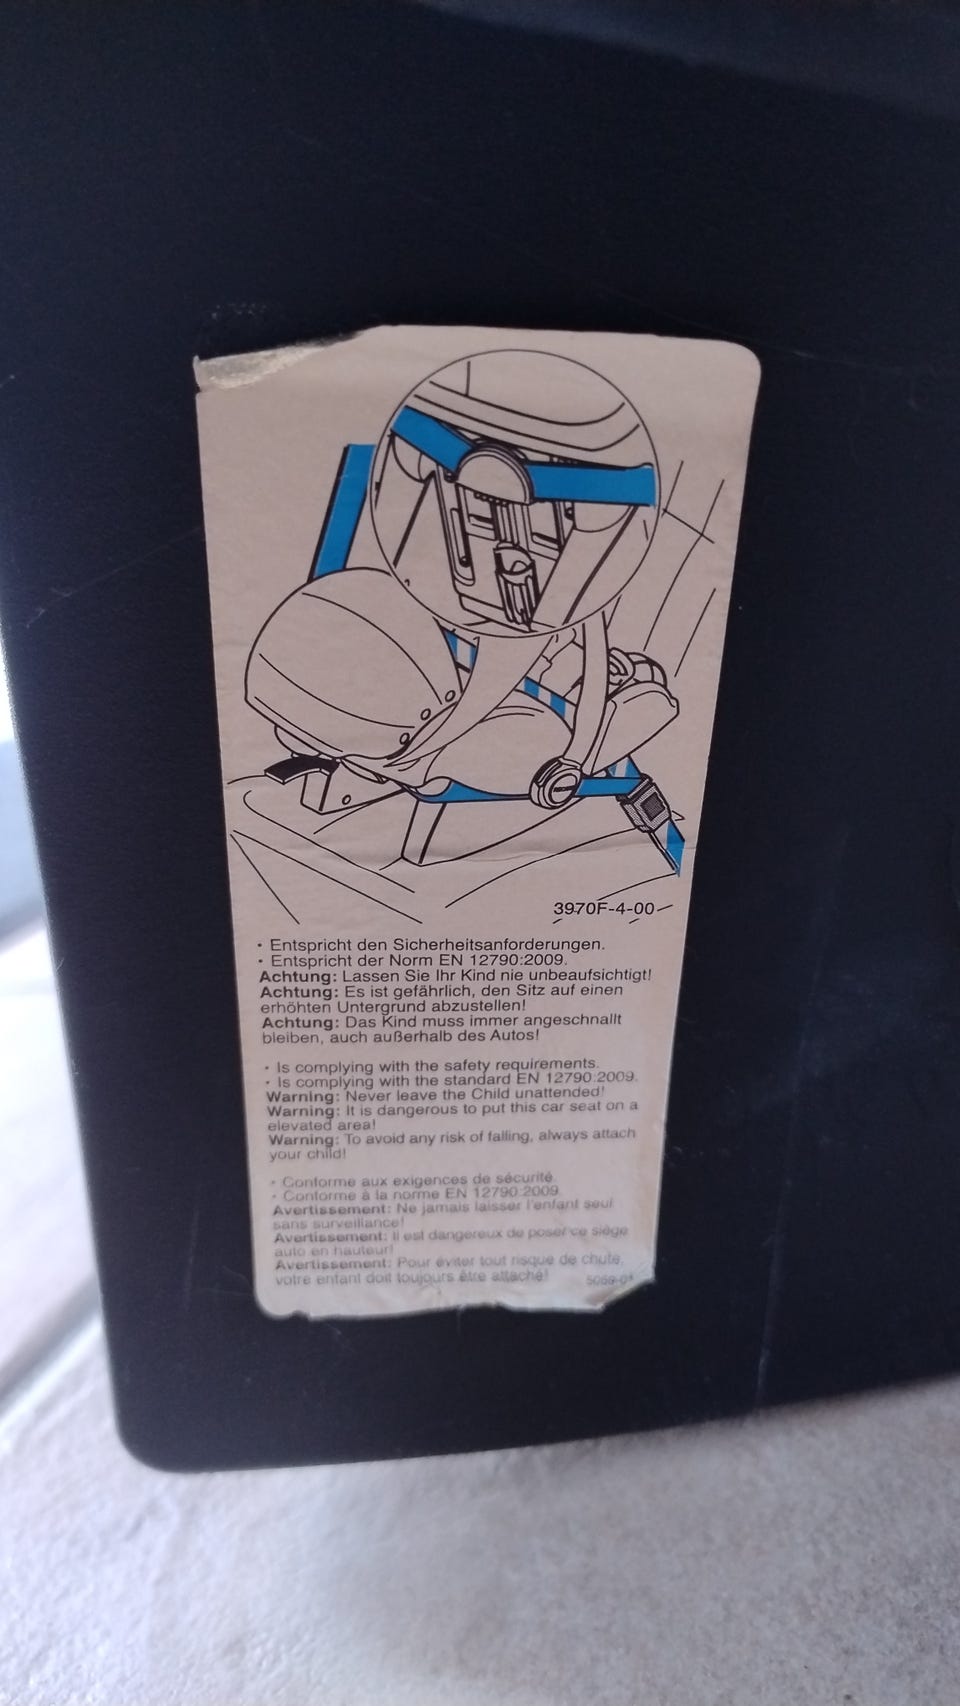 3970F-4-00
· Entspricht den Sicherheitsanforderungen.
· Entspricht der Norm EN 12790:2009.
Achtung: Lassen Sie Ihr Kind nie unbeaufsichtigt!
Achtung: Es ist gefährlich, den Sitz auf einen
erhöhten Untergrund abzustellen!
Achtung: Das Kind muss immer angeschnallt
bleiben, auch außerhalb des Autos!
· Is complying with the safety requirements.
· Is complying with the standard EN 12790:2009.
Warning: Never leave the Child unattended!
Warning: It is dangerous to put this car seat on a
elevated area!
Warning: To avoid any risk of falling, always attach
your child!
· Conforme aux exigences de sécurité.
· Conforme à la norme EN 12790:2009.
Avertissement: Ne jamais laisser l'enfant seul
sans surveillance!
Avertissement: Il est dangereux de poser ce siège
auto en hauteur!
Avertissement: Pour éviter tout risque de chute,
votre enfant doit toujours être attaché!